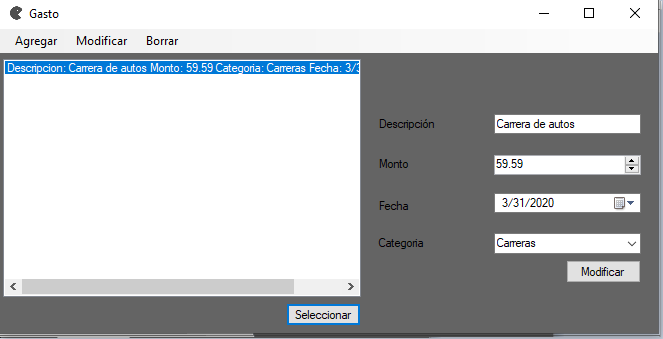 Gasto
Agregar Modificar Borrar
Descripcion: Carrera de autos Monto: 59.59 Categoria: Carreras Fecha: 3/3
Descripción Carrera de autos
Monto 59.59
Fecha 3/31/2020
Categoria Carreras
Modificar
Seleccionar